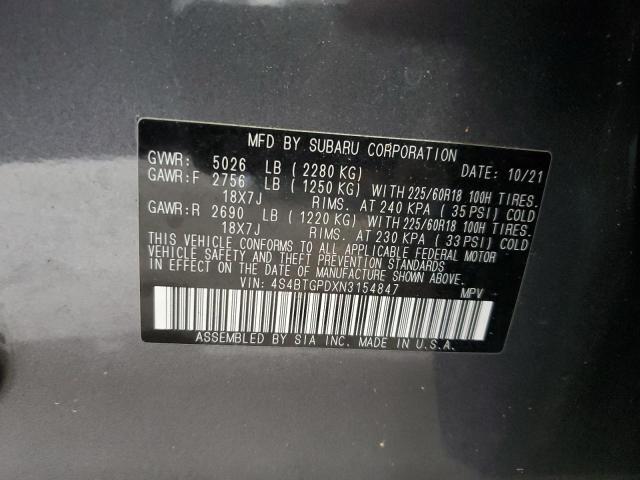 MFD BY SUBARU CORPORATION
GVWR: 5026 LB ( 2280 KG) DATE: 10/21
GAWR:F 2756 LB ( 1250 KG) WITH 225/60R18 100H TIRES.
18X7J RIMS. AT 240 KPA ( 35 PSI) COLD
GAWR:R 2690 LB ( 1220 KG) WITH 225/60R18 100H TIRES.
18X7J RIMS. AT 230 KPA ( 33 PSI) COLD
THIS VEHICLE CONFORMS TO ALL APPLICABLE FEDERAL MOTOR
VEHICLE SAFETY AND THEFT PREVENTION STANDARDS
IN EFFECT ON THE DATE OF MANUFACTURE SHOWN ABOVE.
VIN: 4S4BTGPDXN3154847 MPV
ASSEMBLED BY SIA INC. MADE IN U.S.A.